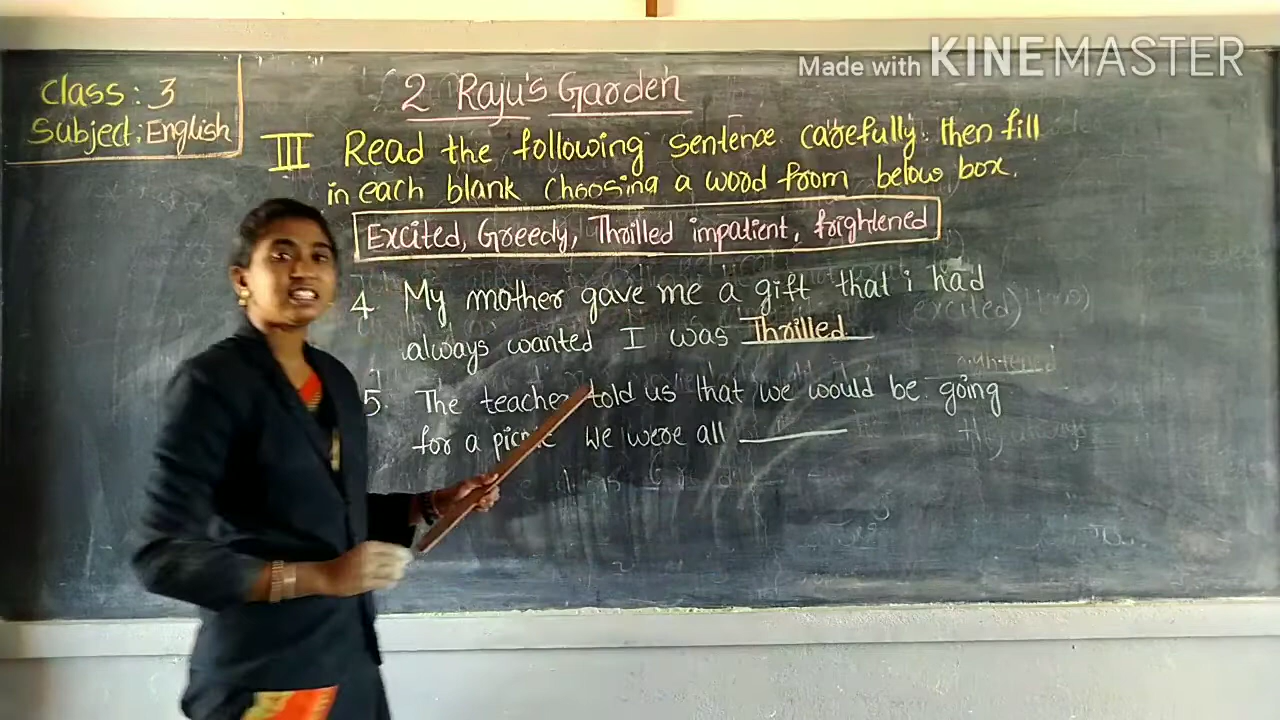 Made with KINEMASTER
Class: 3
Subject: English
2 Raju's Garden
III Read the following sentence carefully. then fill
in each blank choosing a word from below box.
Excited, Greedy, Thrilled impatient, frightened
4. My mother gave me a gift that i had
always wanted I was Thrilled
(excited)
5. The teacher told us that we would be going
for a picnic We were all
they always